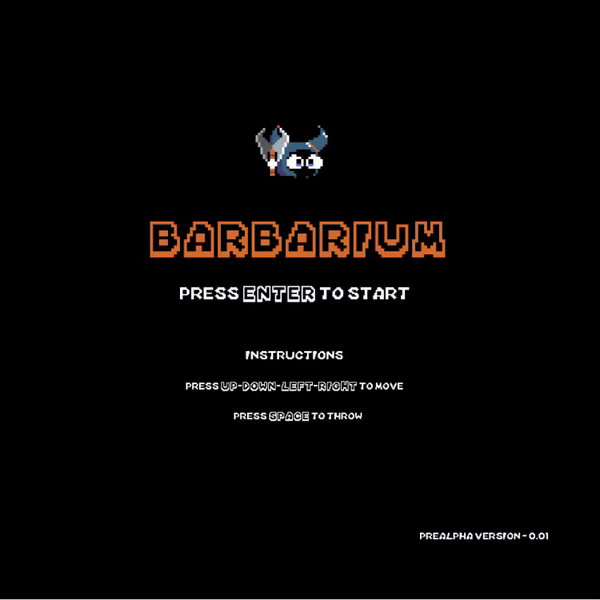 BARBARIUM
PRESS ENTER TO START
INSTRUCTIONS
PRESS UP-DOWN-LEFT-RIGHT TO MOVE
PRESS SPACE TO THROW
PREALPHA VERSION - 0.01